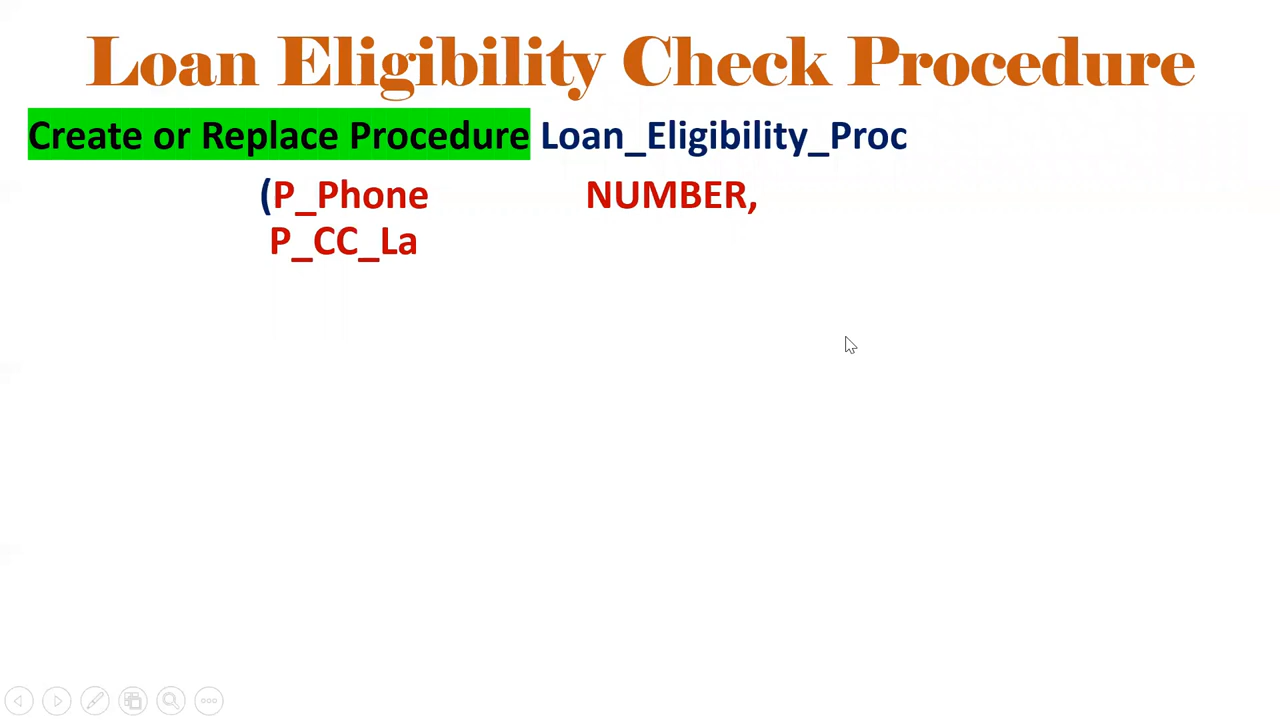 Loan Eligibility Check Procedure
Create or Replace Procedure Loan_Eligibility_Proc
(P_Phone NUMBER,
P_CC_La